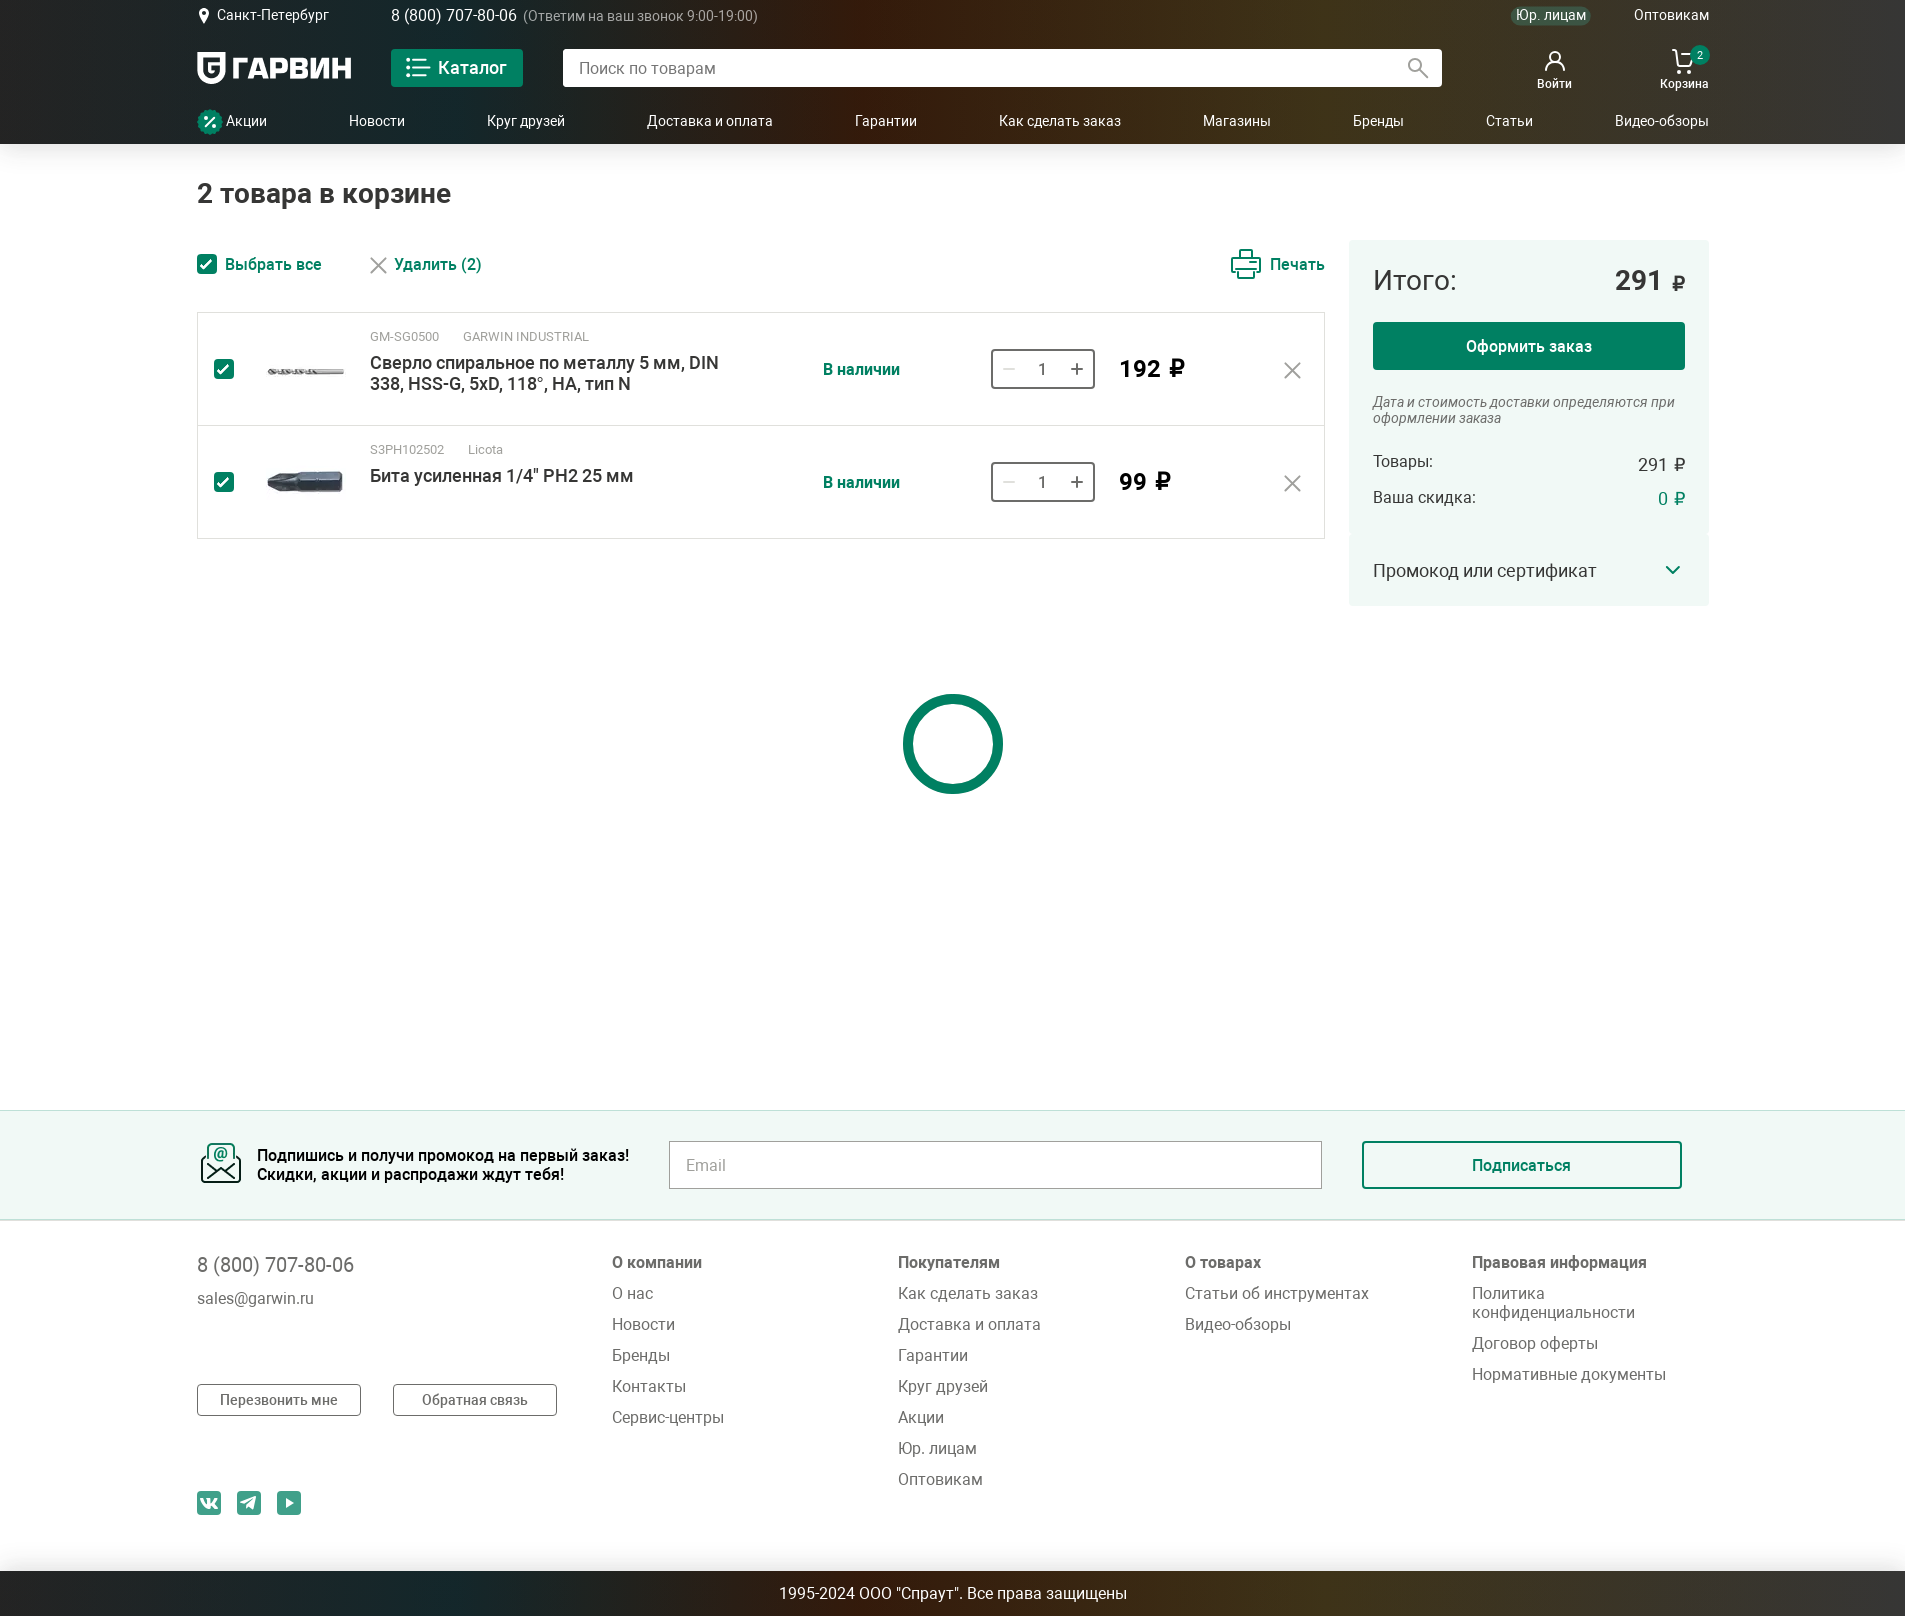 Санкт-Петербург
8 (800) 707-80-06 (Ответим на ваш звонок 9:00-19:00)
Юр. лицам
Оптовикам
ГАРВИН
Каталог
Поиск по товарам
Войти
2
Корзина
Акции
Новости
Круг друзей
Доставка и оплата
Гарантии
Как сделать заказ
Магазины
Бренды
Статьи
Видео-обзоры
2 товара в корзине
Выбрать все
Удалить (2)
Печать
GM-SG0500 GARWIN INDUSTRIAL
Сверло спиральное по металлу 5 мм, DIN
338, HSS-G, 5xD, 118°, HA, тип N
В наличии
1
192 ₽
S3PH102502 Licota
Бита усиленная 1/4" PH2 25 мм
В наличии
1
99 ₽
Итого: 291 ₽
Оформить заказ
Дата и стоимость доставки определяются при
оформлении заказа
Товары: 291 ₽
Ваша скидка: 0 ₽
Промокод или сертификат
Подпишись и получи промокод на первый заказ!
Скидки, акции и распродажи ждут тебя!
Email
Подписаться
8 (800) 707-80-06
sales@garwin.ru
Перезвонить мне
Обратная связь
О компании
О нас
Новости
Бренды
Контакты
Сервис-центры
Покупателям
Как сделать заказ
Доставка и оплата
Гарантии
Круг друзей
Акции
Юр. лицам
Оптовикам
О товарах
Статьи об инструментах
Видео-обзоры
Правовая информация
Политика
конфиденциальности
Договор оферты
Нормативные документы
1995-2024 ООО "Спраут". Все права защищены